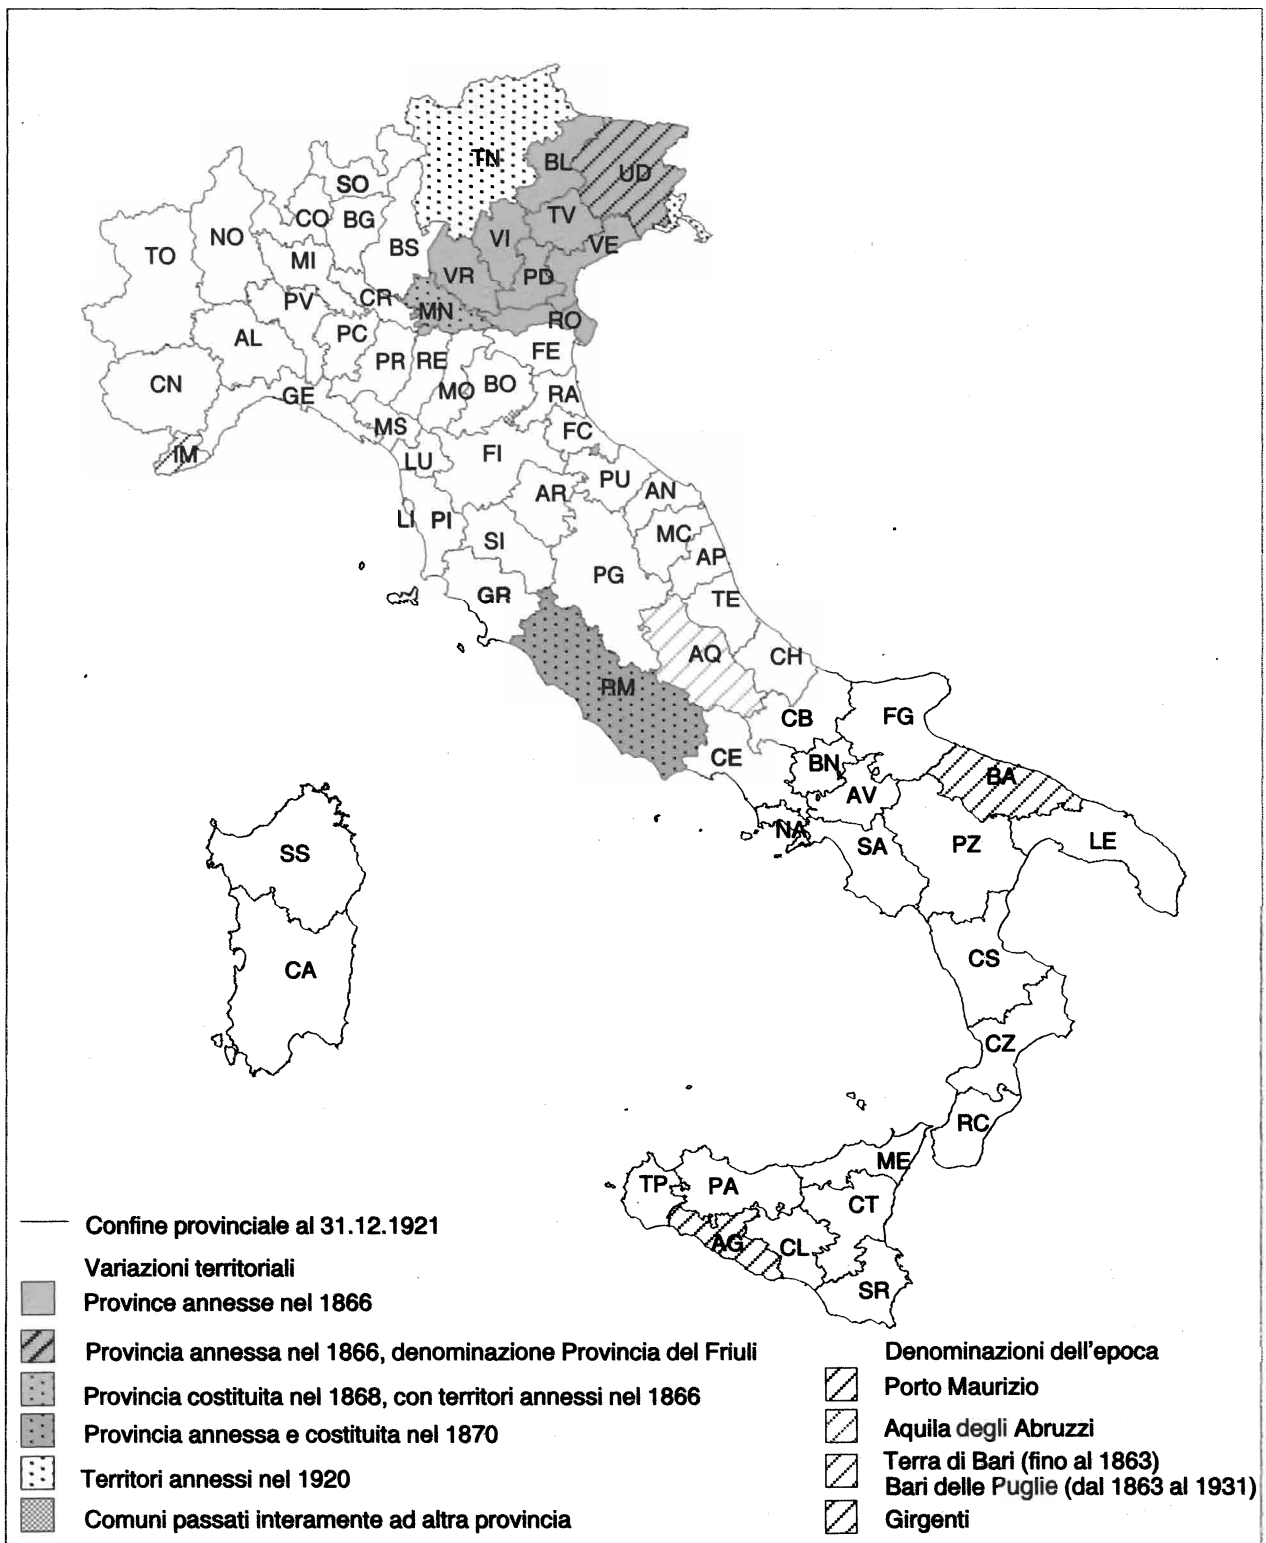 TN
BL
UD
SO
CO
BG
TV
NO
BS
VI
VE
TO
MI
VR
PD
PV
CR
MN
RO
AL
PC
PR
RE
FE
CN
GE
MO
BO
RA
MS
FC
IM
LU
FI
PU
AN
AR
LI
PI
SI
MC
AP
PG
GR
TE
AQ
CH
RM
CB
FG
CE
BN
BA
AV
NA
SA
PZ
LE
SS
CA
CS
CZ
RC
ME
TP
PA
CT
AG
CL
SR
Confine provinciale al 31.12.1921
Variazioni territoriali
Province annesse nel 1866
Provincia annessa nel 1866, denominazione Provincia del Friuli
Provincia costituita nel 1868, con territori annessi nel 1866
Provincia annessa e costituita nel 1870
Territori annessi nel 1920
Comuni passati interamente ad altra provincia
Denominazioni dell'epoca
Porto Maurizio
Aquila degli Abruzzi
Terra di Bari (fino al 1863)
Bari delle Puglie (dal 1863 al 1931)
Girgenti